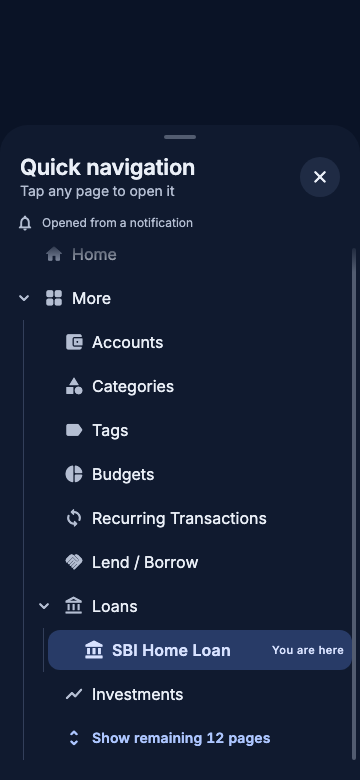 Quick navigation
Tap any page to open it
Opened from a notification
Home
More
Accounts
Categories
Tags
Budgets
Recurring Transactions
Lend / Borrow
Loans
SBI Home Loan You are here
Investments
Show remaining 12 pages